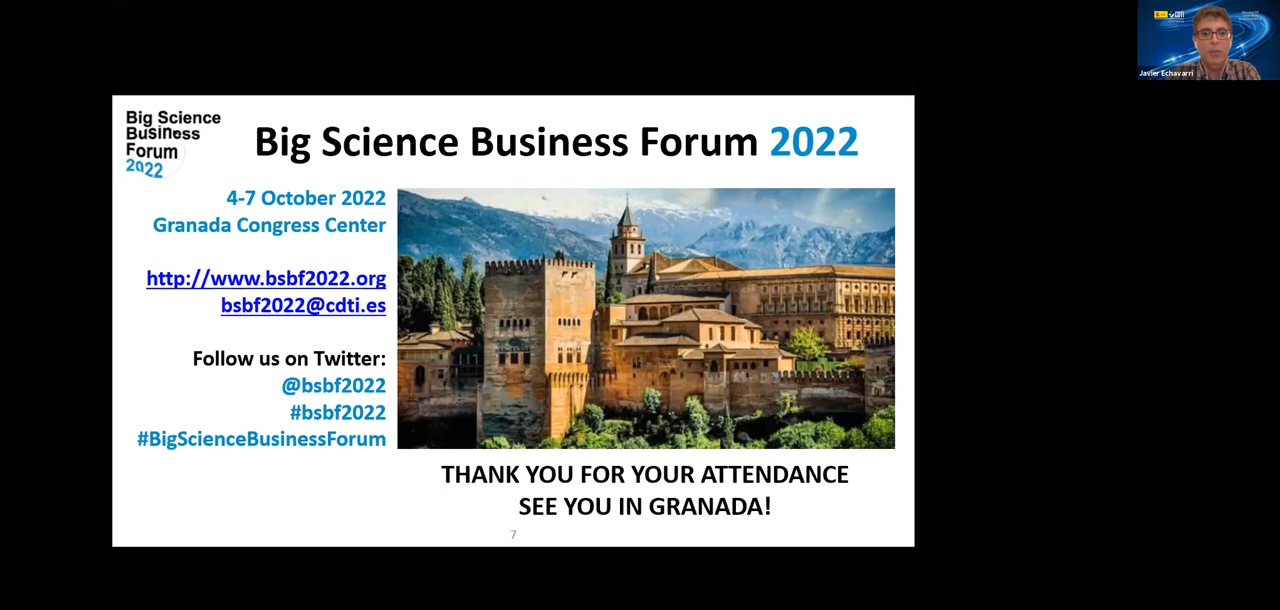 CDTI
Javier Echavarri
Big Science
Business
Forum
2022
Big Science Business Forum 2022
4-7 October 2022
Granada Congress Center
http://www.bsbf2022.org
bsbf2022@cdti.es
Follow us on Twitter:
@bsbf2022
#bsbf2022
#BigScienceBusinessForum
THANK YOU FOR YOUR ATTENDANCE
SEE YOU IN GRANADA!
7